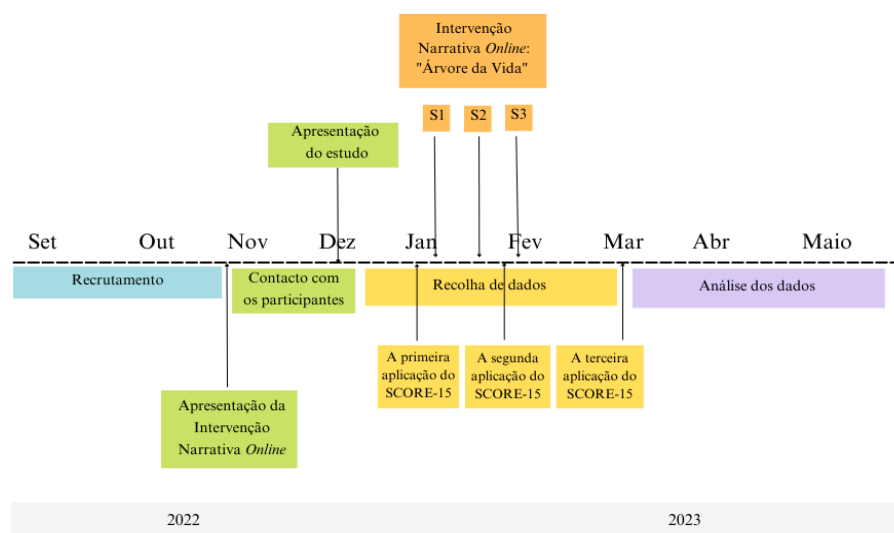 Intervenção
Narrativa Online:
"Árvore da Vida"
S1 S2 S3
Apresentação
do estudo
Set Out Nov Dez Jan Fev Mar Abr Maio
Recrutamento
Contacto com
os participantes
Recolha de dados
Análise dos dados
A primeira
aplicação do
SCORE-15
A segunda
aplicação do
SCORE-15
A terceira
aplicação do
SCORE-15
Apresentação da
Intervenção
Narrativa Online
2022 2023